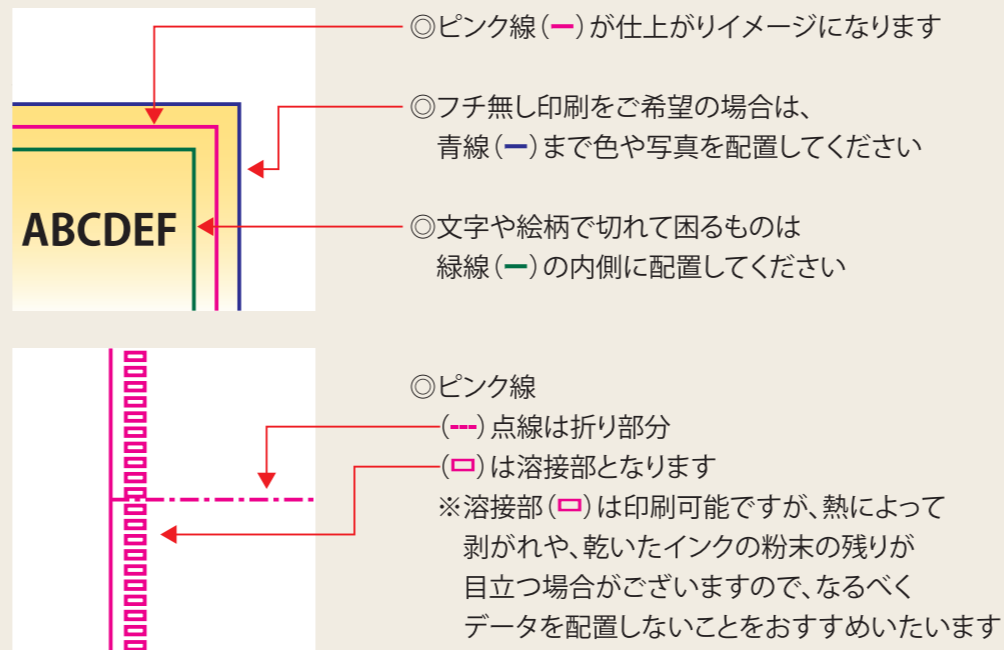 ◎ピンク線(ー)が仕上がりイメージになります
◎フチ無し印刷をご希望の場合は、
青線(ー)まで色や写真を配置してください
ABCDEF
◎文字や絵柄で切れて困るものは
緑線(ー)の内側に配置してください
◎ピンク線
(---)点線は折り部分
(□)は溶接部となります
※溶接部(□)は印刷可能ですが、熱によって
剥がれや、乾いたインクの粉末の残りが
目立つ場合がございますので、なるべく
データを配置しないことをおすすめいたいます